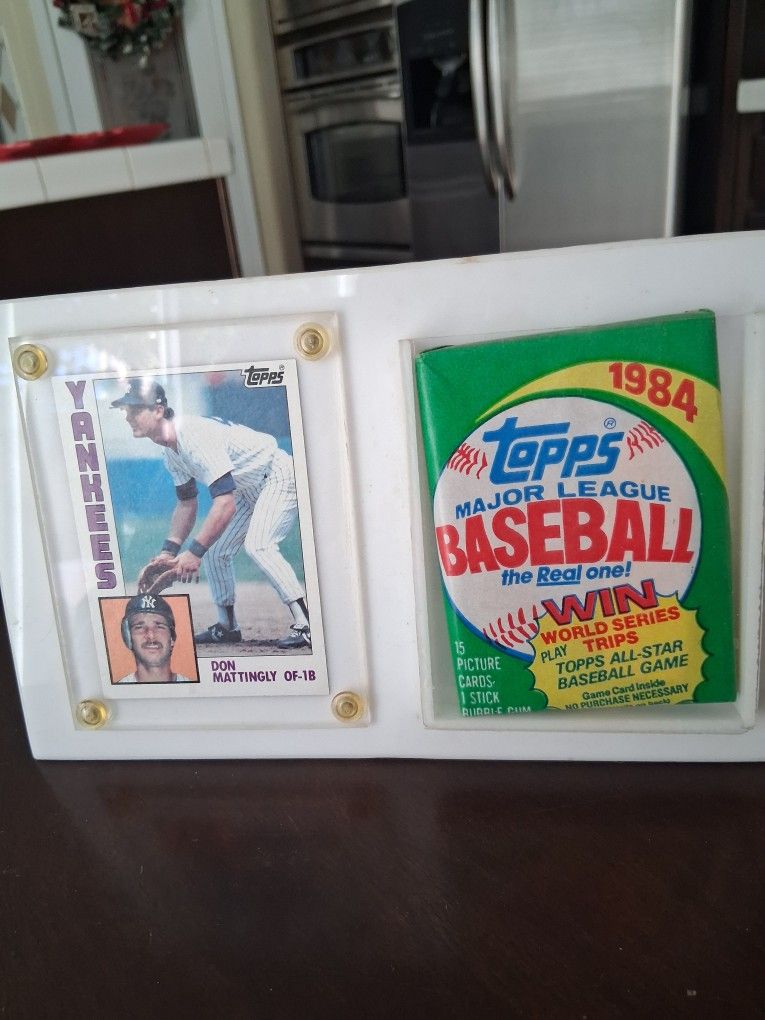 YANKEES
Topps®
NY
DON
MATTINGLY OF-1B
1984
Topps®
MAJOR LEAGUE
BASEBALL
the Real one!
WIN
WORLD SERIES
TRIPS
PLAY TOPPS ALL-STAR
BASEBALL GAME
Game Card Inside
NO PURCHASE NECESSARY
15
PICTURE
CARDS-
1 STICK
BUBBLE GUM